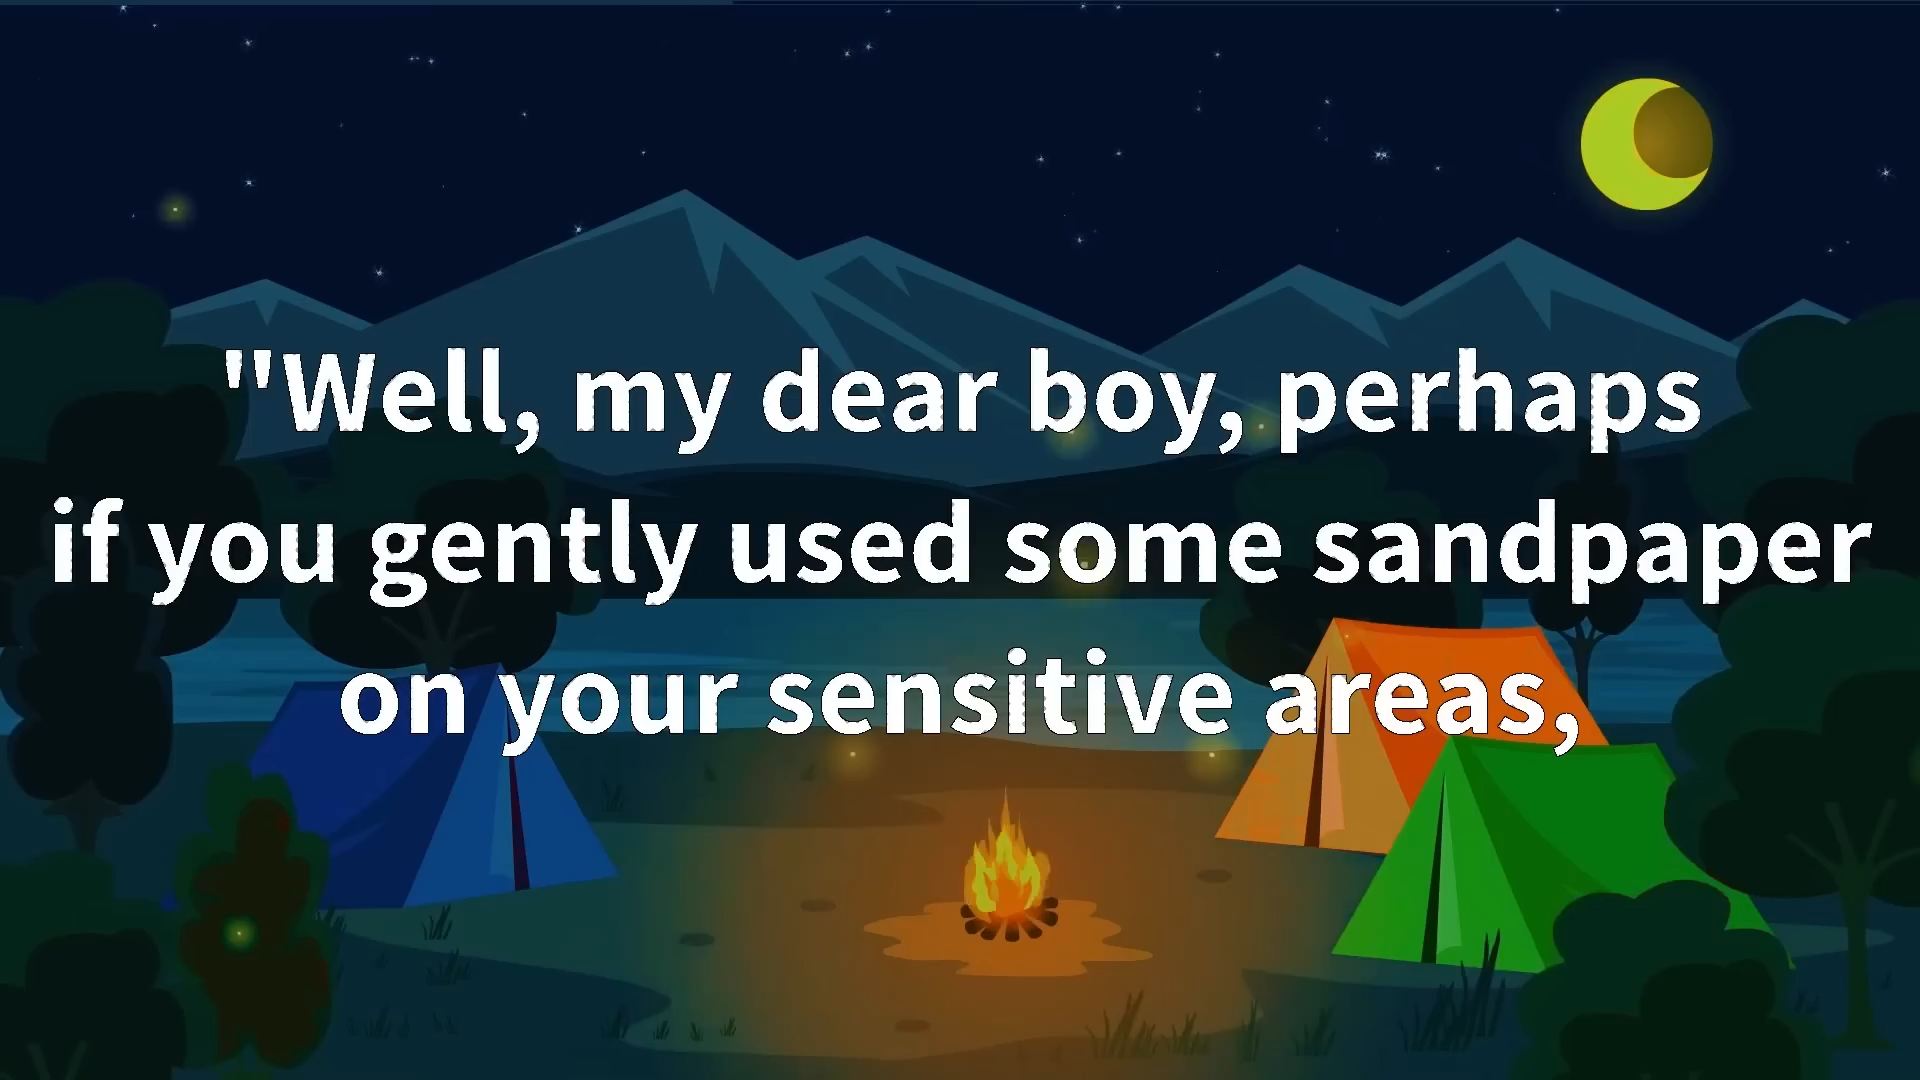 "Well, my dear boy, perhaps
if you gently used some sandpaper
on your sensitive areas,